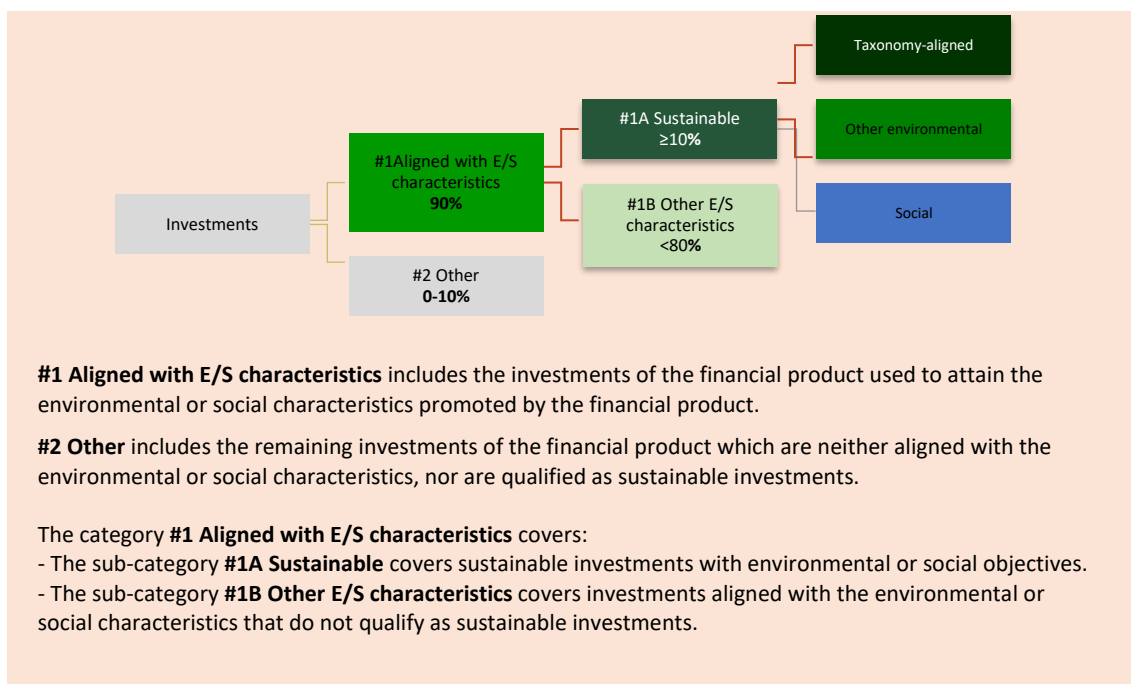 Taxonomy-aligned
#1A Sustainable
≥10%
Other environmental
#1Aligned with E/S
characteristics
90%
#1B Other E/S
characteristics
<80%
Investments
Social
#2 Other
0-10%
#1 Aligned with E/S characteristics includes the investments of the financial product used to attain the
environmental or social characteristics promoted by the financial product.
#2 Other includes the remaining investments of the financial product which are neither aligned with the
environmental or social characteristics, nor are qualified as sustainable investments.
The category #1 Aligned with E/S characteristics covers:
- The sub-category #1A Sustainable covers sustainable investments with environmental or social objectives.
- The sub-category #1B Other E/S characteristics covers investments aligned with the environmental or
social characteristics that do not qualify as sustainable investments.